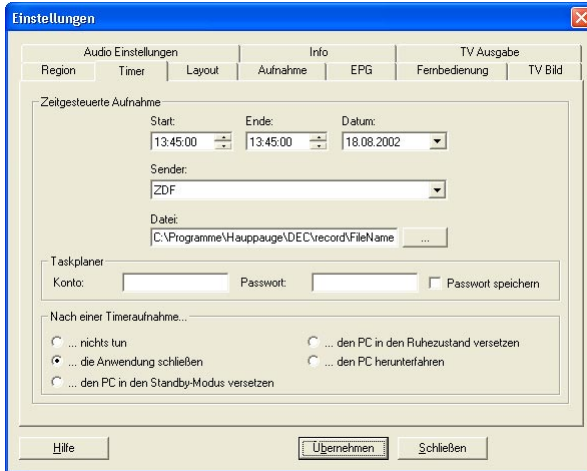 Einstellungen
Audio Einstellungen Info TV Ausgabe
Region Timer Layout Aufnahme EPG Fernbedienung TV Bild
Zeitgesteuerte Aufnahme
Start: Ende: Datum:
13:45:00 13:45:00 18.08.2002
Sender:
ZDF
Datei:
C:\Programme\Hauppauge\DEC\record\FileName ...
Taskplaner
Konto: Passwort: Passwort speichern
Nach einer Timeraufnahme...
... nichts tun ... den PC in den Ruhezustand versetzen
... die Anwendung schließen ... den PC herunterfahren
... den PC in den Standby-Modus versetzen
Hilfe Übernehmen Schließen